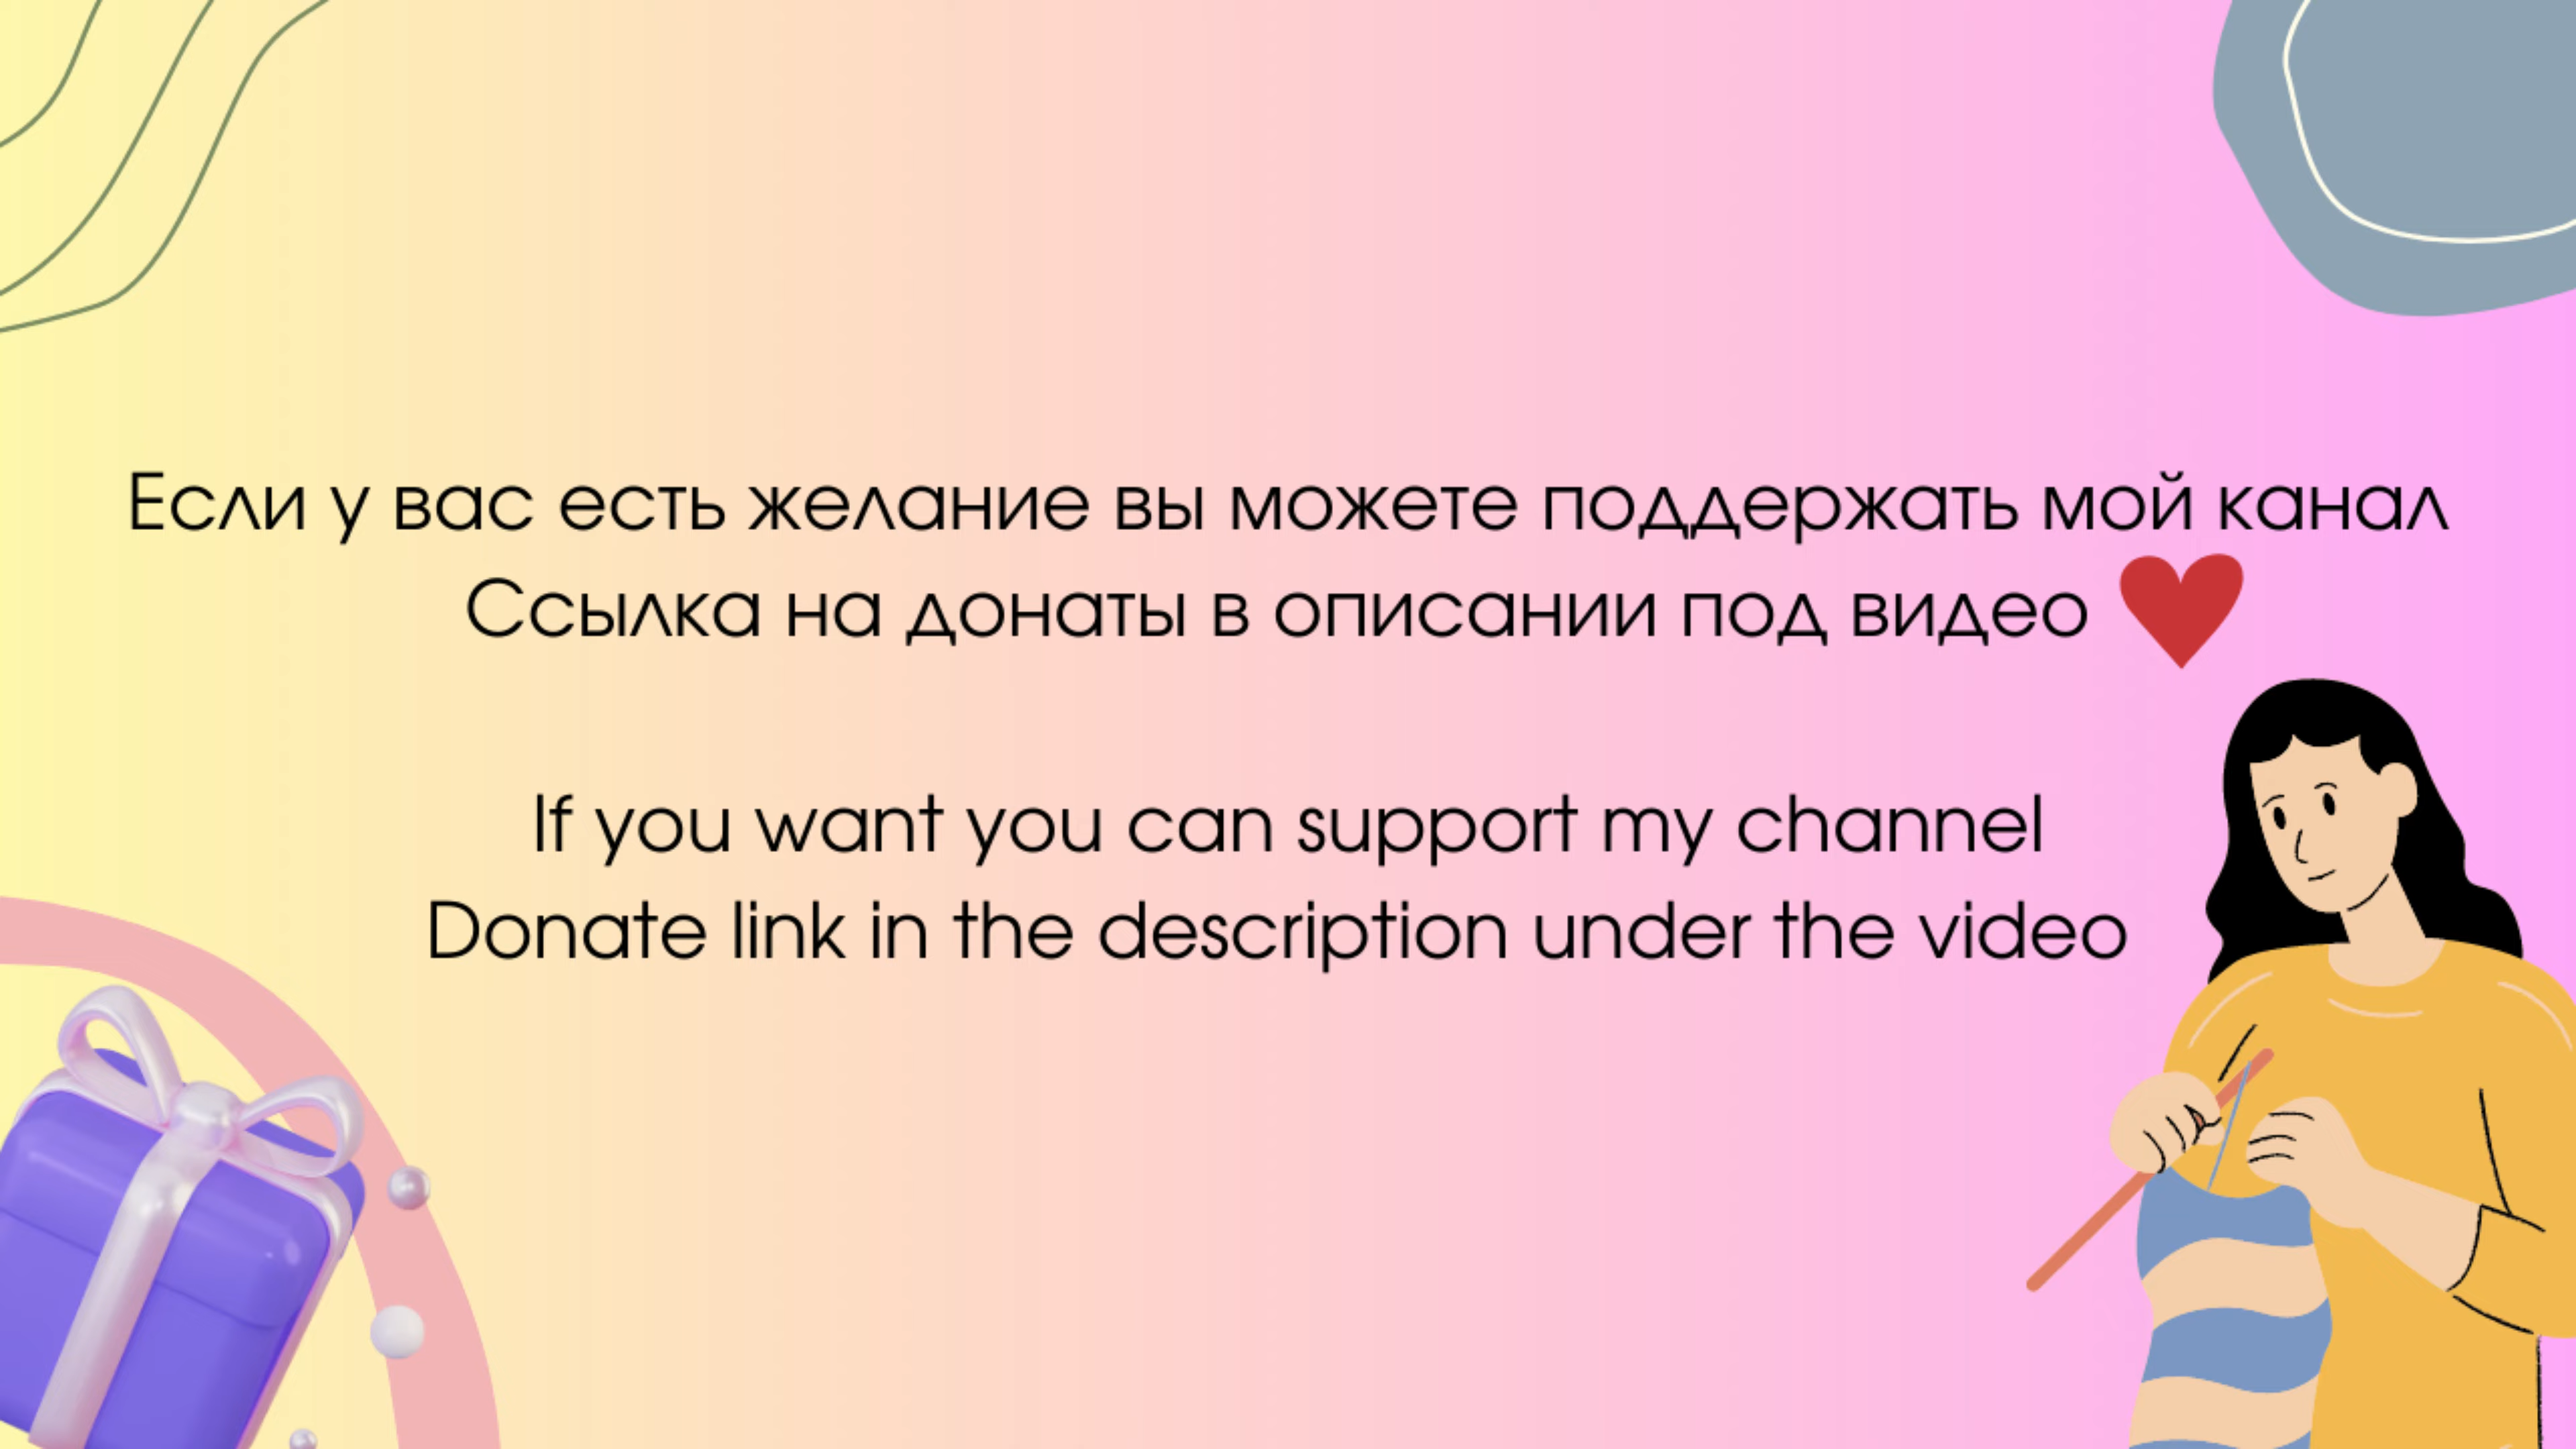 Если у вас есть желание вы можете поддержать мой канал
Ссылка на донаты в описании под видео ❤
If you want you can support my channel
Donate link in the description under the video